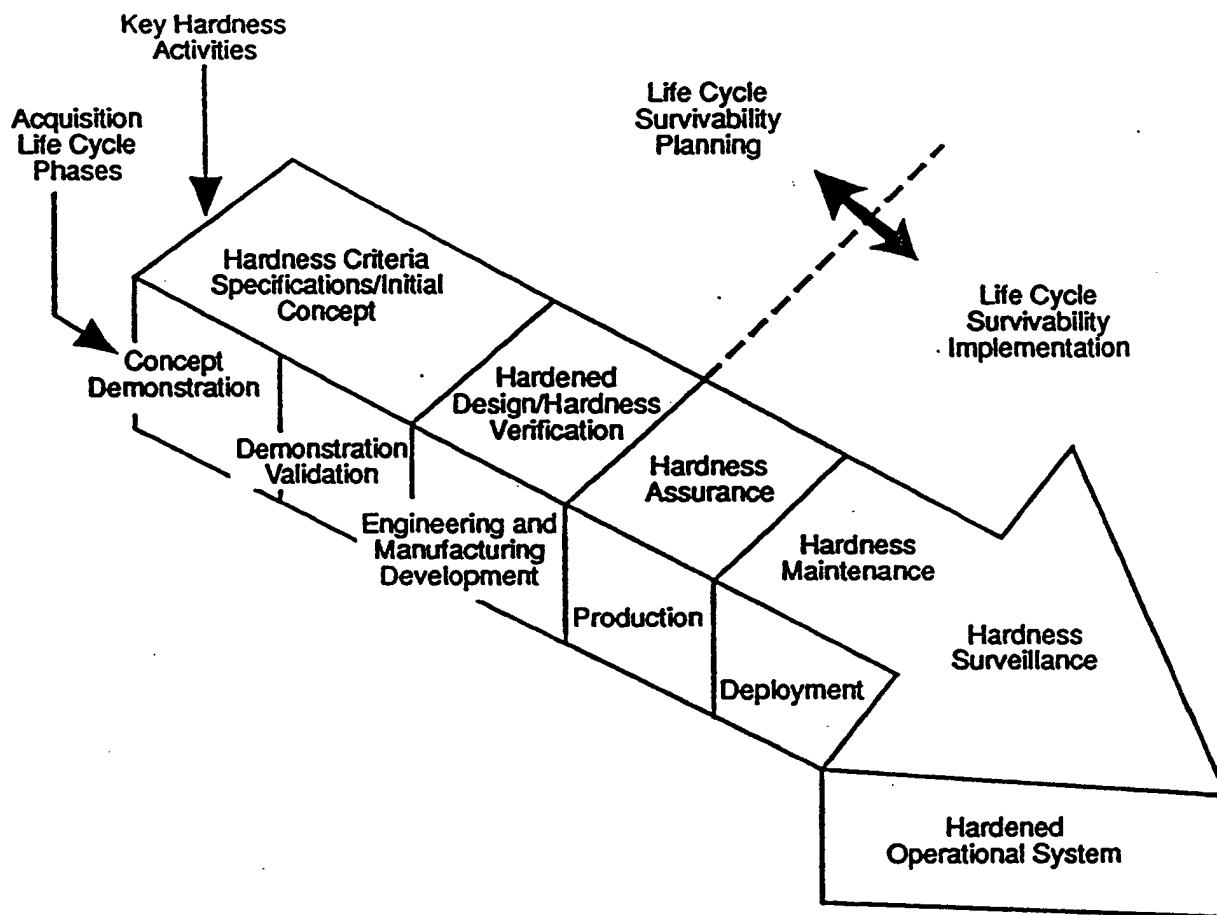 Key Hardness
Activities
Acquisition
Life Cycle
Phases
Life Cycle
Survivability
Planning
Life Cycle
Survivability
Implementation
Hardness Criteria
Specifications/Initial
Concept
Hardened
Design/Hardness
Verification
Hardness
Assurance
Hardness
Maintenance
Hardness
Surveillance
Concept
Demonstration
Demonstration
Validation
Engineering and
Manufacturing
Development
Production
Deployment
Hardened
Operational System